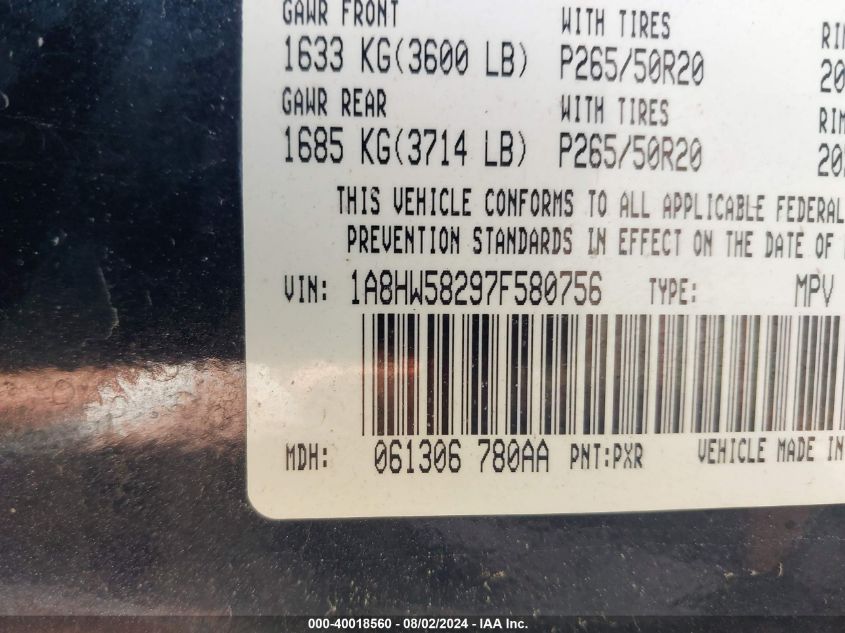 GAWR FRONT WITH TIRES
1633 KG(3600 LB) P265/50R20 20
GAWR REAR WITH TIRES
1685 KG(3714 LB) P265/50R20 20
THIS VEHICLE CONFORMS TO ALL APPLICABLE FEDERAL
PREVENTION STANDARDS IN EFFECT ON THE DATE OF
VIN: 1A8HW58297F580756 TYPE: MPV
MDH: 061306 780AA PNT:PXR VEHICLE MADE IN
000-40018560 - 08/02/2024 - IAA Inc.